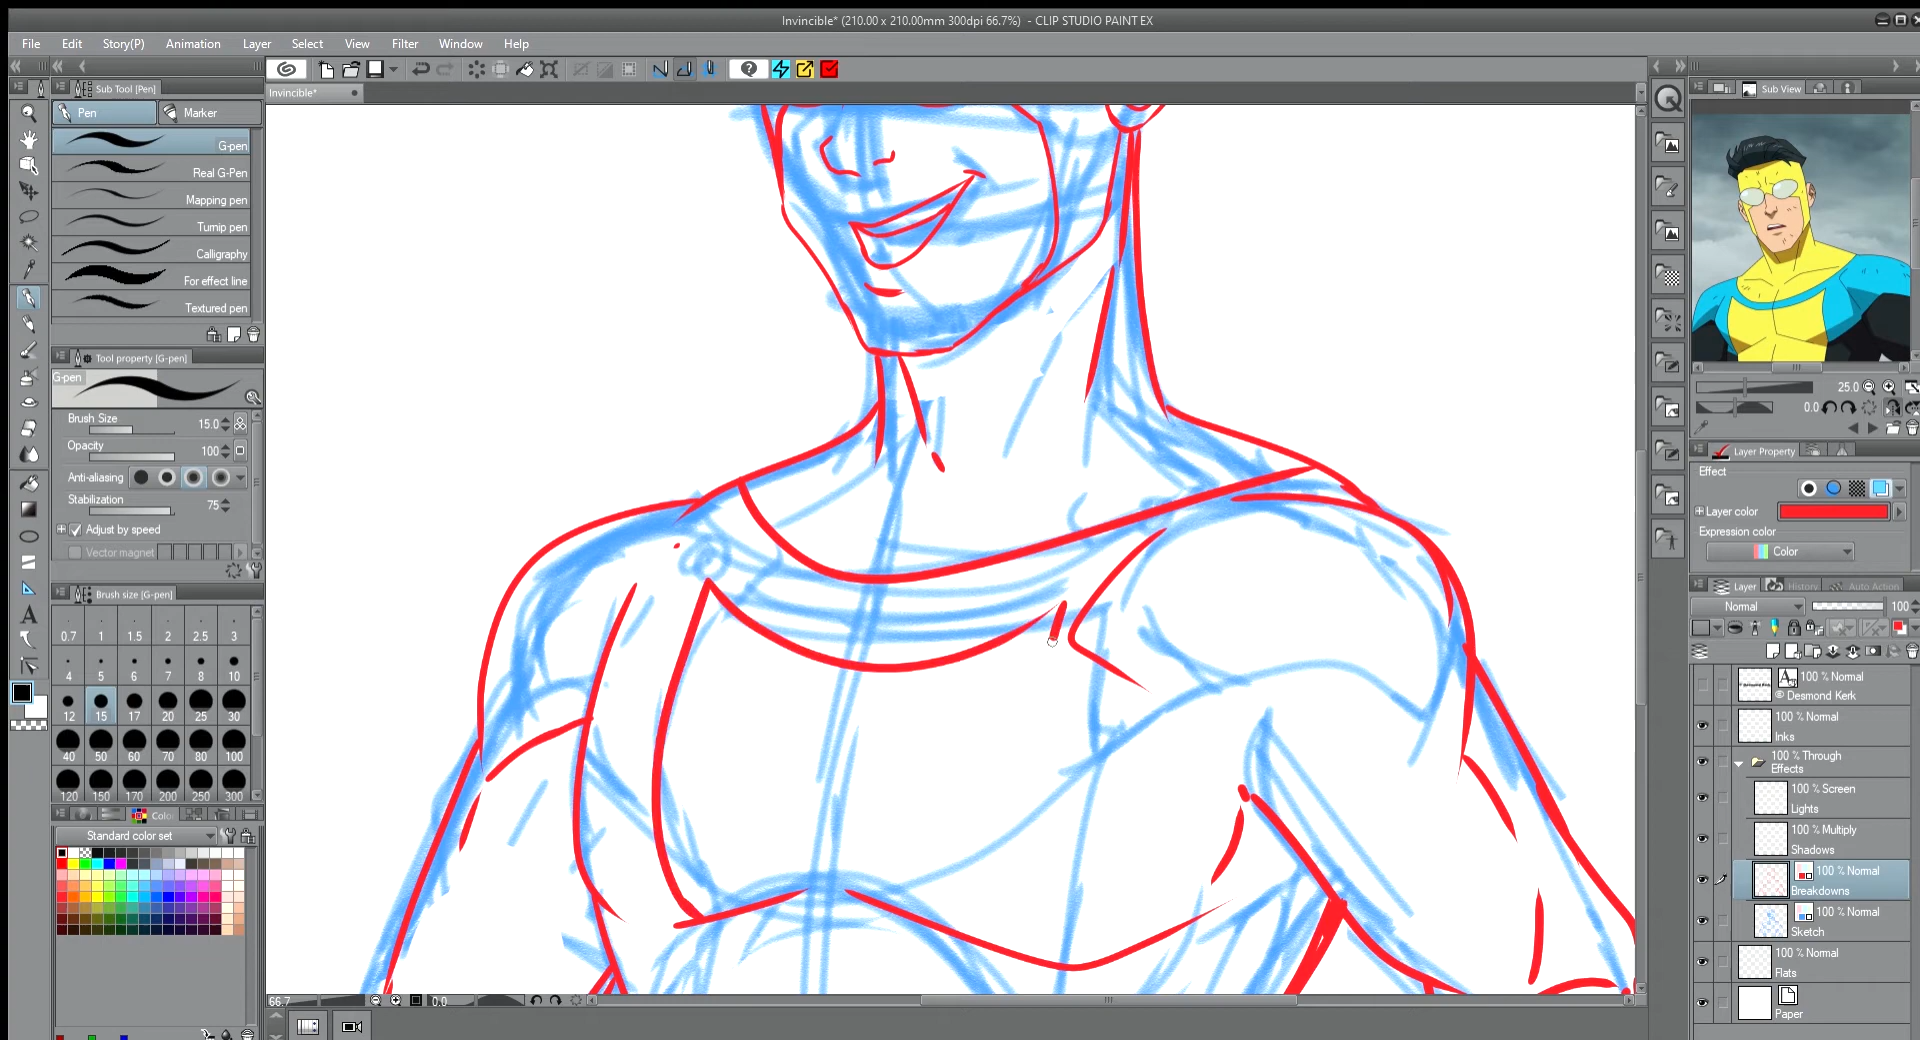 Invincible* (210.00 x 210.00mm 300dpi 66.7%) - CLIP STUDIO PAINT EX
File Edit Story(P) Animation Layer Select View Filter Window Help
Sub Tool [Pen]
Pen Marker
G-pen
Real G-Pen
Mapping pen
Turnip pen
Calligraphy
For effect line
Textured pen
Tool property [G-pen]
G-pen
Brush Size 15.0
Opacity 100
Anti-aliasing
Stabilization 75
Adjust by speed
Vector magnet
Brush size [G-pen]
0.7 1 1.5 2 2.5 3
4 5 6 7 8 10
12 15 17 20 25 30
40 50 60 70 80 100
120 150 170 200 250 300
Standard color set
Invincible*
66.7 0.0
Sub View
25.0
0.0
Layer Property
Effect
Layer color
Expression color
Color
Layer History Auto Action
Normal 100
100 % Normal
© Desmond Kerk
100 % Normal
Inks
100 % Through
Effects
100 % Screen
Lights
100 % Multiply
Shadows
100 % Normal
Breakdowns
100 % Normal
Sketch
100 % Normal
Flats
Paper